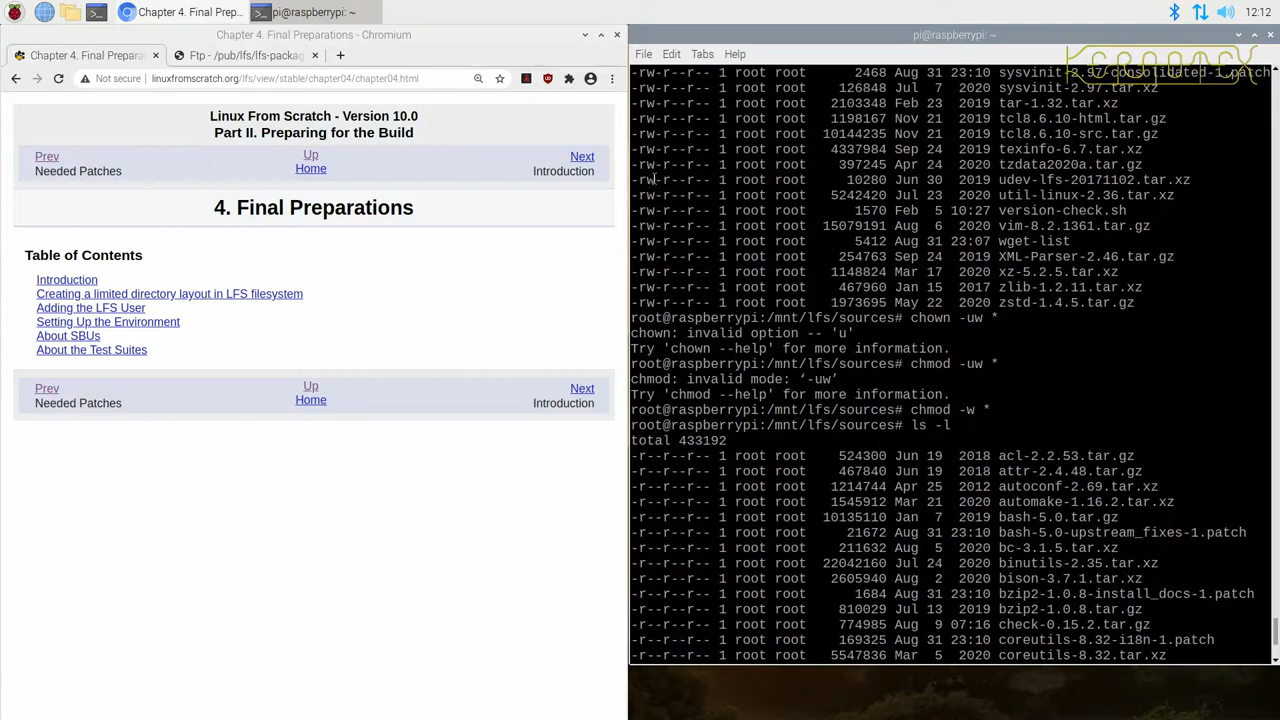 Chapter 4. Final Prep...
pi@raspberrypi: ~
12:12
Chapter 4. Final Preparations - Chromium
Chapter 4. Final Prepara
Ftp - /pub/lfs/lfs-packag
Not secure
linuxfromscratch.org/lfs/view/stable/chapter04/chapter04.html
Linux From Scratch - Version 10.0
Part II. Preparing for the Build
Prev
Up
Next
Needed Patches
Home
Introduction
4. Final Preparations
Table of Contents
Introduction
Creating a limited directory layout in LFS filesystem
Adding the LFS User
Setting Up the Environment
About SBUs
About the Test Suites
Prev
Up
Next
Needed Patches
Home
Introduction
pi@raspberrypi: ~
File Edit Tabs Help
-rw-r--r-- 1 root root 2468 Aug 31 23:10 sysvinit-2.97-consolidated-1.patch
-rw-r--r-- 1 root root 126848 Jul 7 2020 sysvinit-2.97.tar.xz
-rw-r--r-- 1 root root 2103348 Feb 23 2019 tar-1.32.tar.xz
-rw-r--r-- 1 root root 1198167 Nov 21 2019 tcl8.6.10-html.tar.gz
-rw-r--r-- 1 root root 10144235 Nov 21 2019 tcl8.6.10-src.tar.gz
-rw-r--r-- 1 root root 4337984 Sep 24 2019 texinfo-6.7.tar.xz
-rw-r--r-- 1 root root 397245 Apr 24 2020 tzdata2020a.tar.gz
-rw-r--r-- 1 root root 10280 Jun 30 2019 udev-lfs-20171102.tar.xz
-rw-r--r-- 1 root root 5242420 Jul 23 2020 util-linux-2.36.tar.xz
-rw-r--r-- 1 root root 1570 Feb 5 10:27 version-check.sh
-rw-r--r-- 1 root root 15079191 Aug 6 2020 vim-8.2.1361.tar.gz
-rw-r--r-- 1 root root 5412 Aug 31 23:07 wget-list
-rw-r--r-- 1 root root 254763 Sep 24 2019 XML-Parser-2.46.tar.gz
-rw-r--r-- 1 root root 1148824 Mar 17 2020 xz-5.2.5.tar.xz
-rw-r--r-- 1 root root 467960 Jan 15 2017 zlib-1.2.11.tar.xz
-rw-r--r-- 1 root root 1973695 May 22 2020 zstd-1.4.5.tar.gz
root@raspberrypi:/mnt/lfs/sources# chown -uw *
chown: invalid option -- 'u'
Try 'chown --help' for more information.
root@raspberrypi:/mnt/lfs/sources# chmod -uw *
chmod: invalid mode: ‘-uw’
Try 'chmod --help' for more information.
root@raspberrypi:/mnt/lfs/sources# chmod -w *
root@raspberrypi:/mnt/lfs/sources# ls -l
total 433192
-r--r--r-- 1 root root 524300 Jun 19 2018 acl-2.2.53.tar.gz
-r--r--r-- 1 root root 467840 Jun 19 2018 attr-2.4.48.tar.gz
-r--r--r-- 1 root root 1214744 Apr 25 2012 autoconf-2.69.tar.xz
-r--r--r-- 1 root root 1545912 Mar 21 2020 automake-1.16.2.tar.xz
-r--r--r-- 1 root root 10135110 Jan 7 2019 bash-5.0.tar.gz
-r--r--r-- 1 root root 21672 Aug 31 23:10 bash-5.0-upstream_fixes-1.patch
-r--r--r-- 1 root root 211632 Aug 5 2020 bc-3.1.5.tar.xz
-r--r--r-- 1 root root 22042160 Jul 24 2020 binutils-2.35.tar.xz
-r--r--r-- 1 root root 2605940 Aug 2 2020 bison-3.7.1.tar.xz
-r--r--r-- 1 root root 1684 Aug 31 23:10 bzip2-1.0.8-install_docs-1.patch
-r--r--r-- 1 root root 810029 Jul 13 2019 bzip2-1.0.8.tar.gz
-r--r--r-- 1 root root 774985 Aug 9 07:16 check-0.15.2.tar.gz
-r--r--r-- 1 root root 169325 Aug 31 23:10 coreutils-8.32-i18n-1.patch
-r--r--r-- 1 root root 5547836 Mar 5 2020 coreutils-8.32.tar.xz